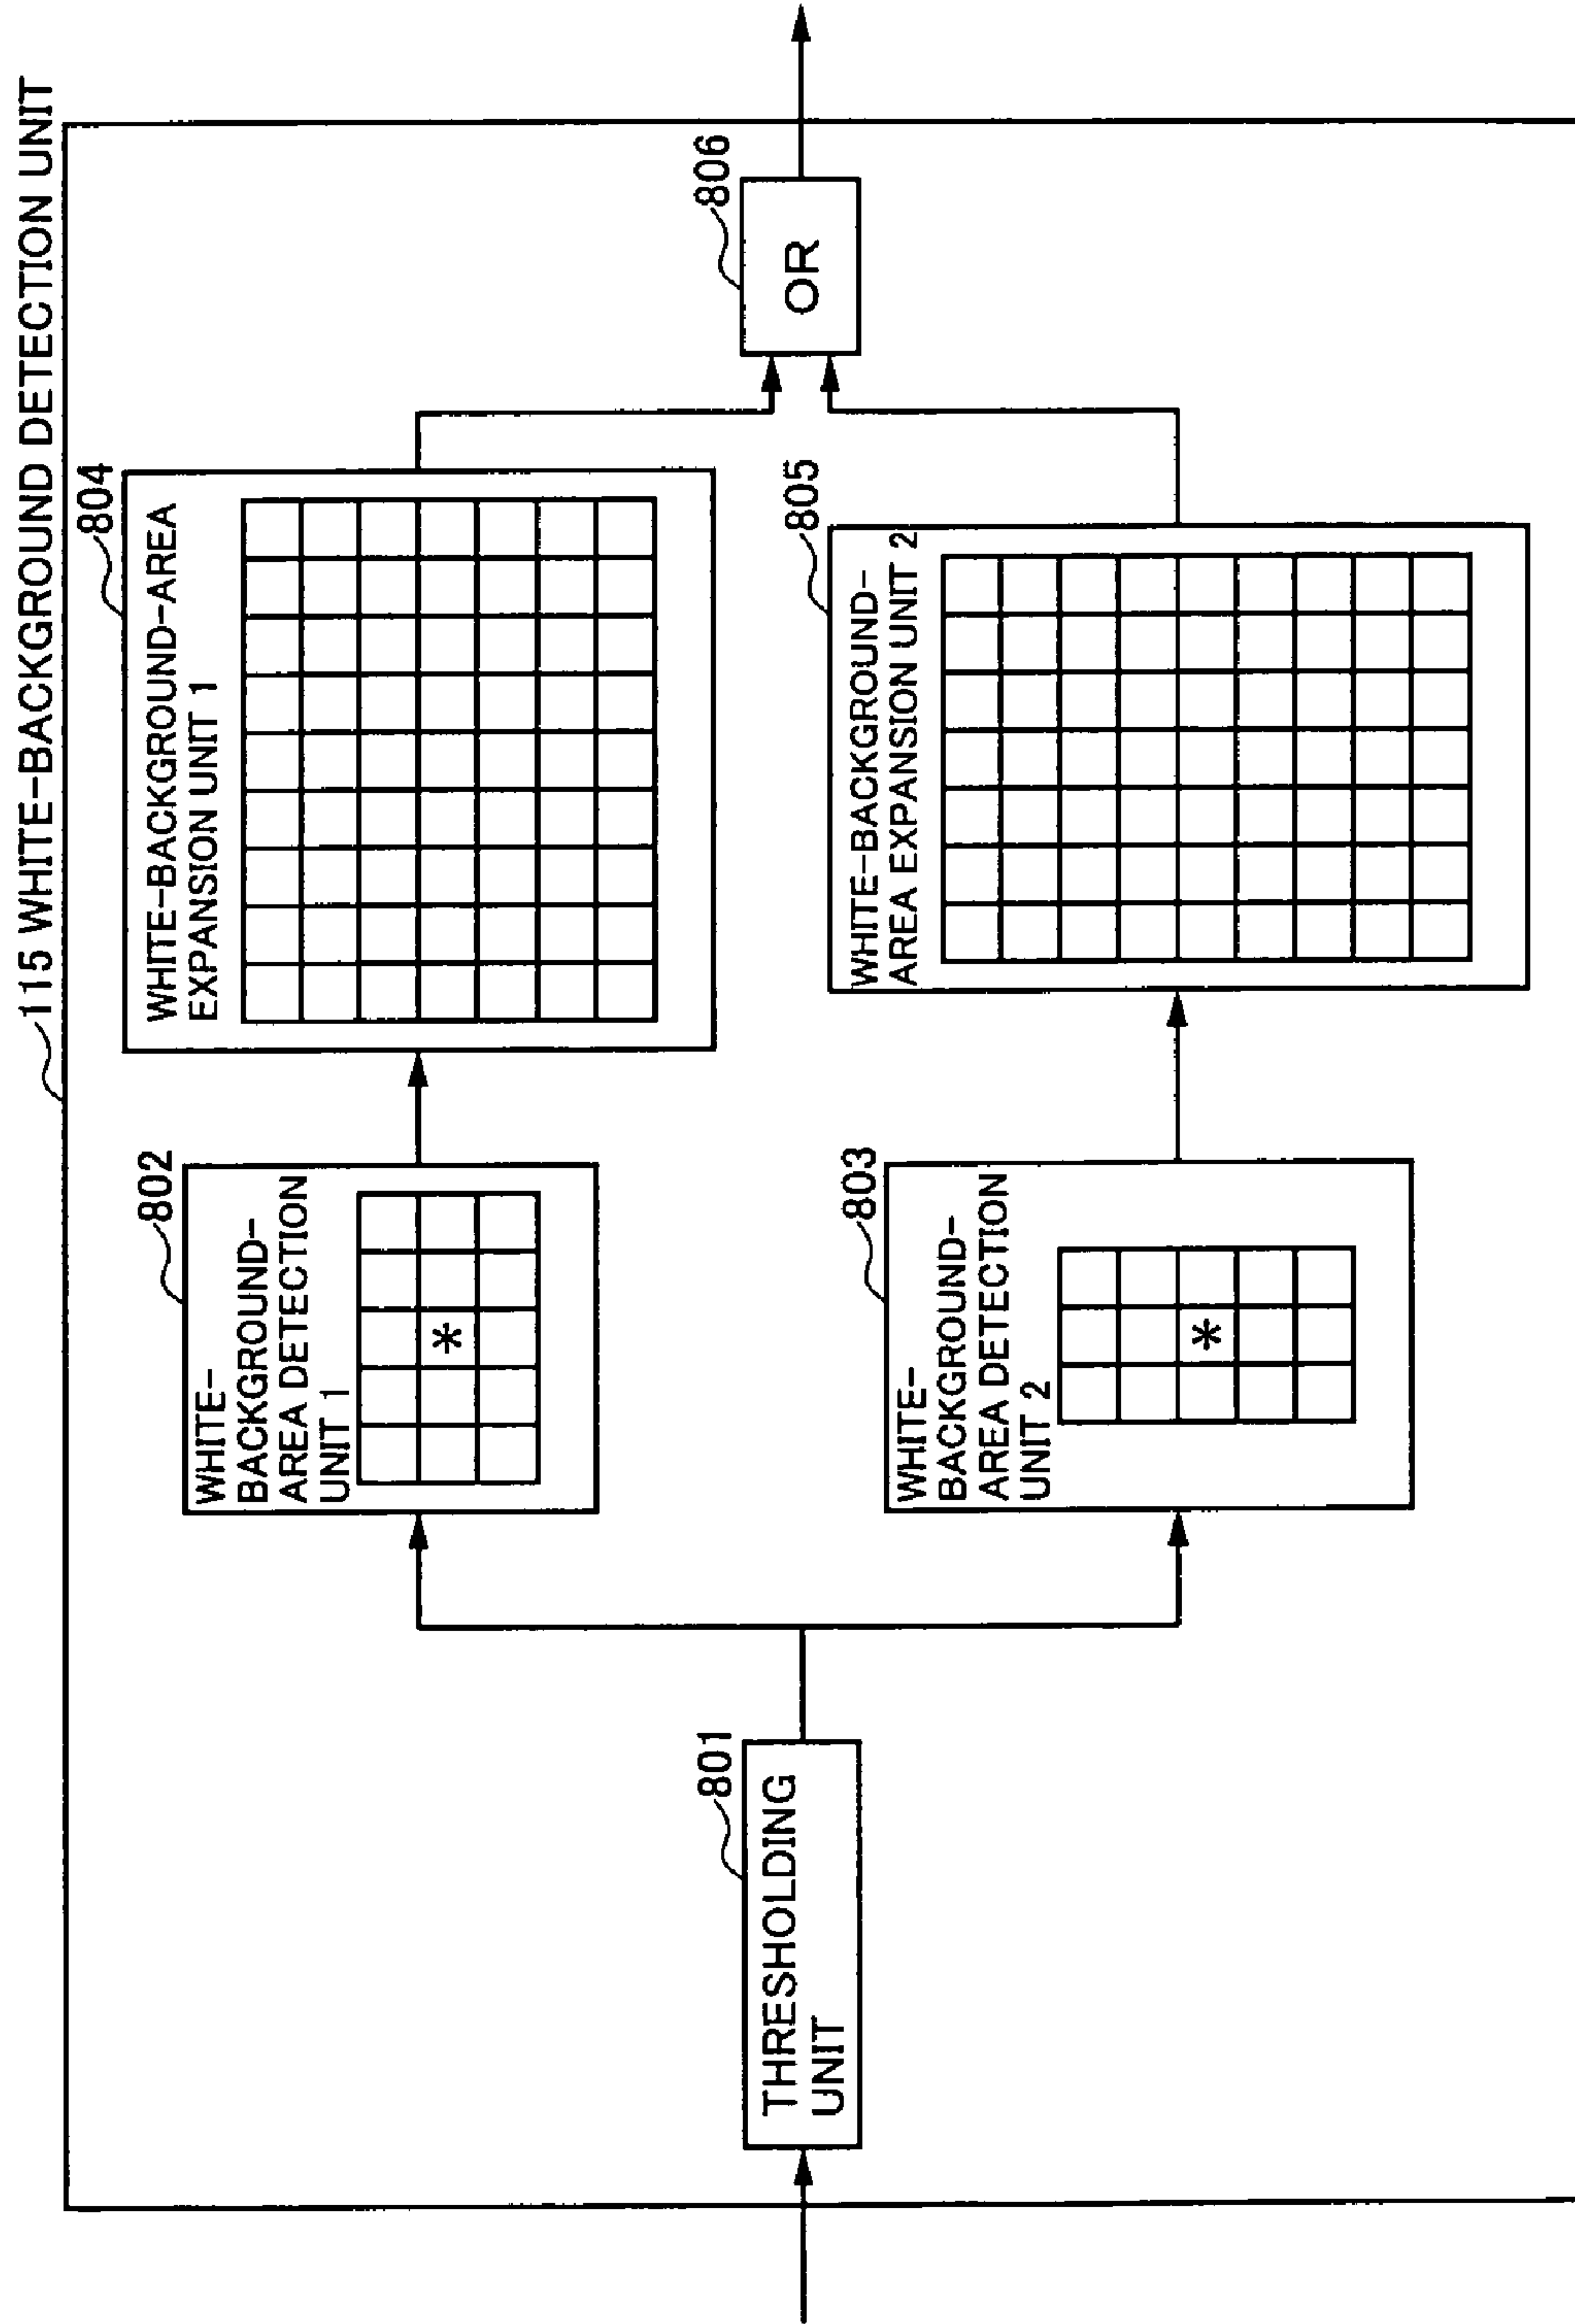 115 WHITE-BACKGROUND DETECTION UNIT
801
THRESHOLDING
UNIT
802
WHITE-
BACKGROUND-
AREA DETECTION
UNIT 1
*
803
WHITE-
BACKGROUND-
AREA DETECTION
UNIT 2
*
804
WHITE-BACKGROUND-AREA
EXPANSION UNIT 1
805
WHITE-BACKGROUND-
AREA EXPANSION UNIT 2
806
OR